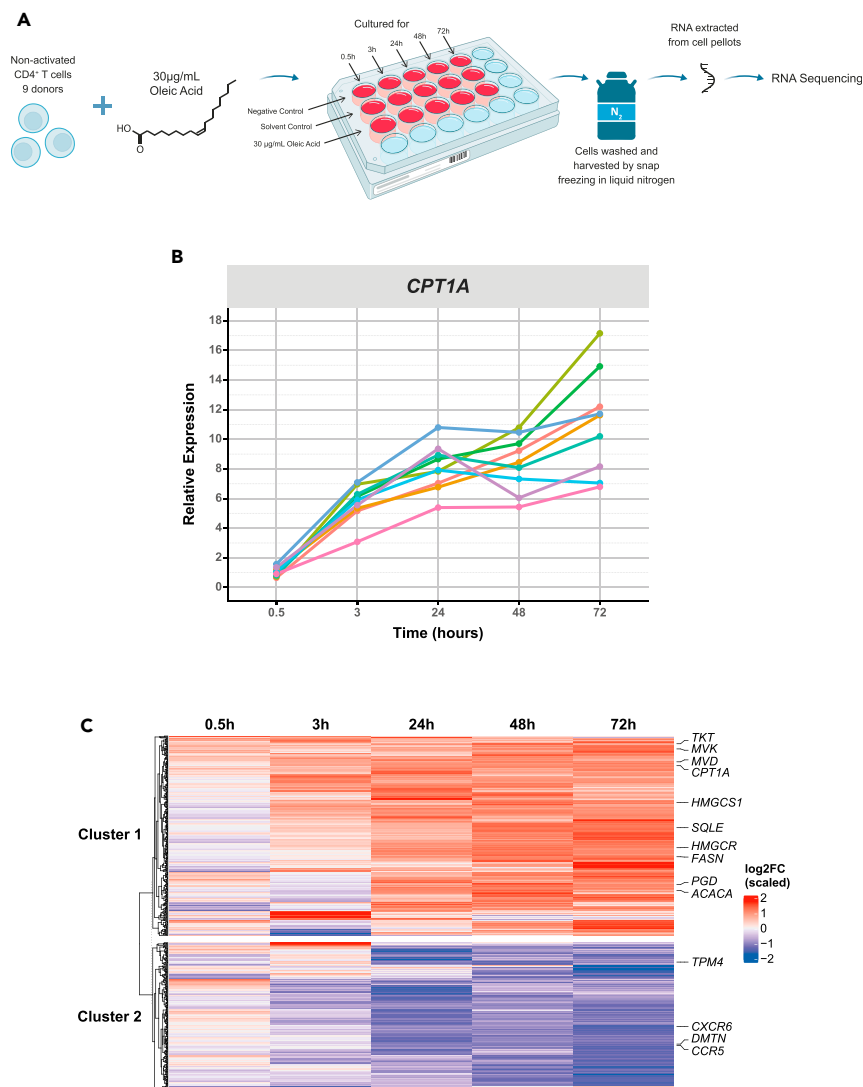 A
Non-activated
CD4⁺ T cells
9 donors
30µg/mL
Oleic Acid
HO
O
Cultured for
0.5h
3h
24h
48h
72h
Negative Control
Solvent Control
30 µg/mL Oleic Acid
N₂
Cells washed and
harvested by snap
freezing in liquid nitrogen
RNA extracted
from cell pellots
RNA Sequencing
B
CPT1A
Relative Expression
18
16
14
12
10
8
6
4
2
0
0.5 3 24 48 72
Time (hours)
C
0.5h 3h 24h 48h 72h
Cluster 1
Cluster 2
TKT
MVK
MVD
CPT1A
HMGCS1
SQLE
HMGCR
FASN
PGD
ACACA
TPM4
CXCR6
DMTN
CCR5
log2FC
(scaled)
2
1
0
−1
−2